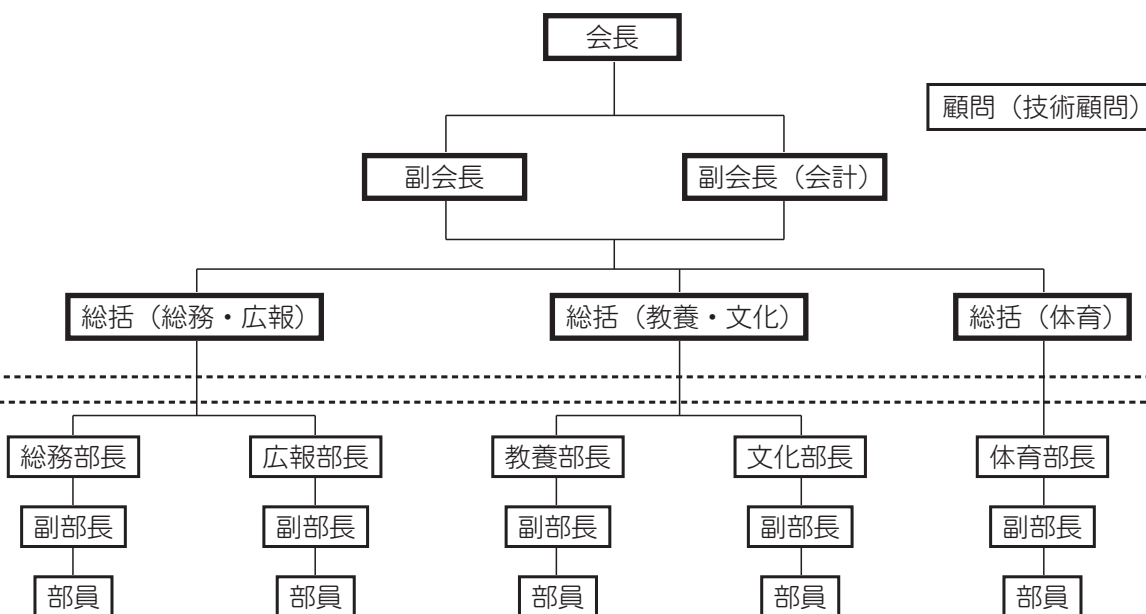 会長
顧問（技術顧問）
副会長
副会長（会計）
総括（総務・広報）
総括（教養・文化）
総括（体育）
総務部長
広報部長
教養部長
文化部長
体育部長
副部長
副部長
副部長
副部長
副部長
部員
部員
部員
部員
部員